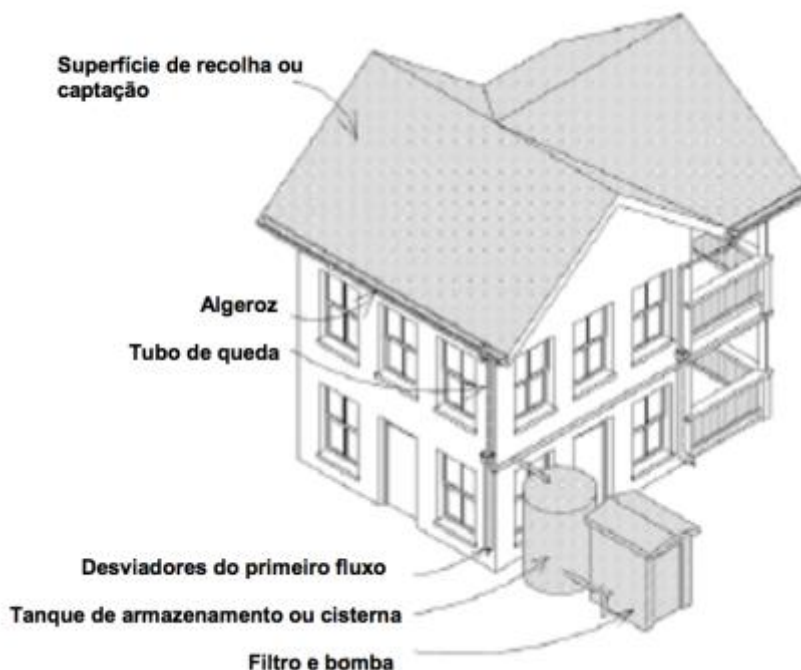 Superfície de recolha ou
captação
Algeroz
Tubo de queda
Desviadores do primeiro fluxo
Tanque de armazenamento ou cisterna
Filtro e bomba